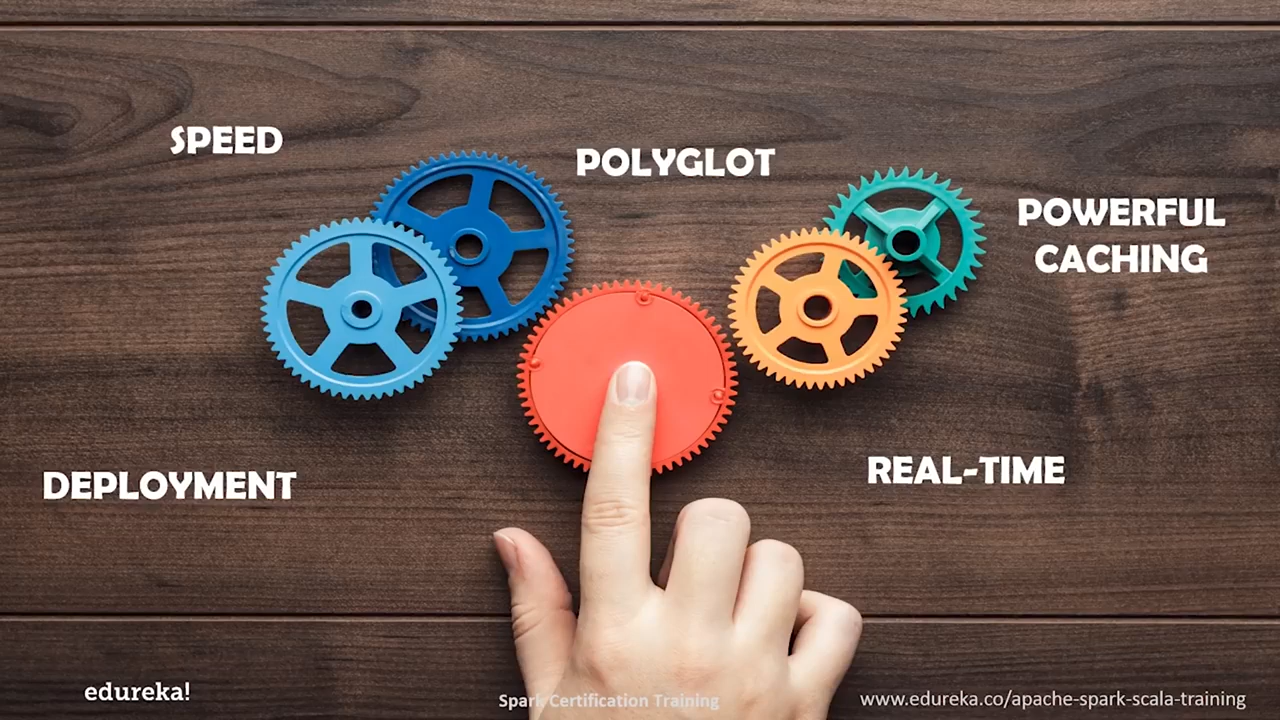 SPEED
POLYGLOT
POWERFUL
CACHING
DEPLOYMENT
REAL-TIME
edureka!
Spark Certification Training
www.edureka.co/apache-spark-scala-training